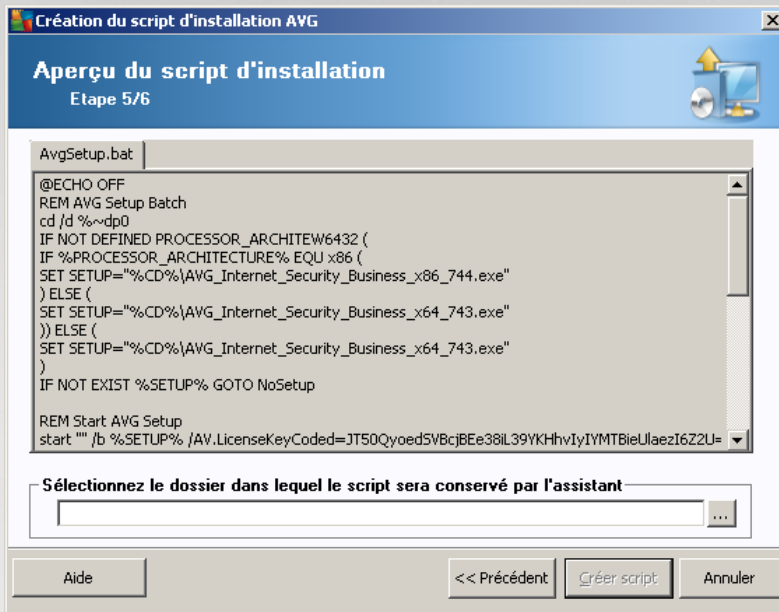 Création du script d'installation AVG
Aperçu du script d'installation
Etape 5/6
AvgSetup.bat
@ECHO OFF
REM AVG Setup Batch
cd /d %~dp0
IF NOT DEFINED PROCESSOR_ARCHITEW6432 (
IF %PROCESSOR_ARCHITECTURE% EQU x86 (
SET SETUP="%CD%\AVG_Internet_Security_Business_x86_744.exe"
) ELSE (
SET SETUP="%CD%\AVG_Internet_Security_Business_x64_743.exe"
)) ELSE (
SET SETUP="%CD%\AVG_Internet_Security_Business_x64_743.exe"
)
IF NOT EXIST %SETUP% GOTO NoSetup
REM Start AVG Setup
start "" /b %SETUP% /AV.LicenseKeyCoded=JT50QyoedSVBcjBEe38iL39YKHhvIyIYMTBieUlaezI6Z2U=
Sélectionnez le dossier dans lequel le script sera conservé par l'assistant
...
Aide
<< Précédent
Créer script
Annuler